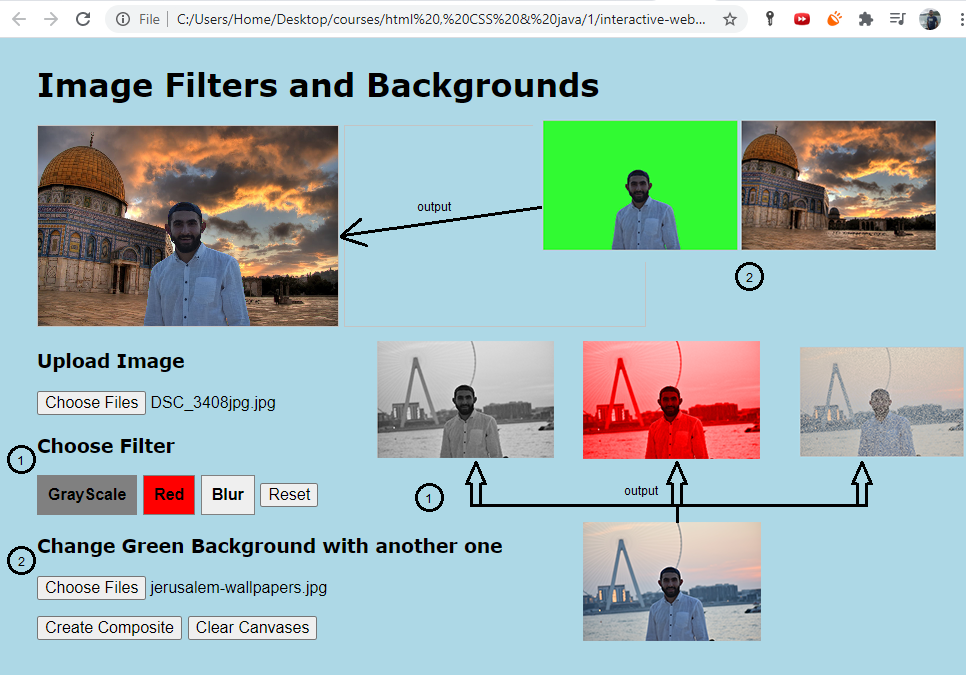 File
C:/Users/Home/Desktop/courses/html%20,%20CSS%20&%20java/1/interactive-web...
Image Filters and Backgrounds
output
2
Upload Image
Choose Files DSC_3408jpg.jpg
1
Choose Filter
GrayScale Red Blur Reset
1
output
2
Change Green Background with another one
Choose Files jerusalem-wallpapers.jpg
Create Composite Clear Canvases